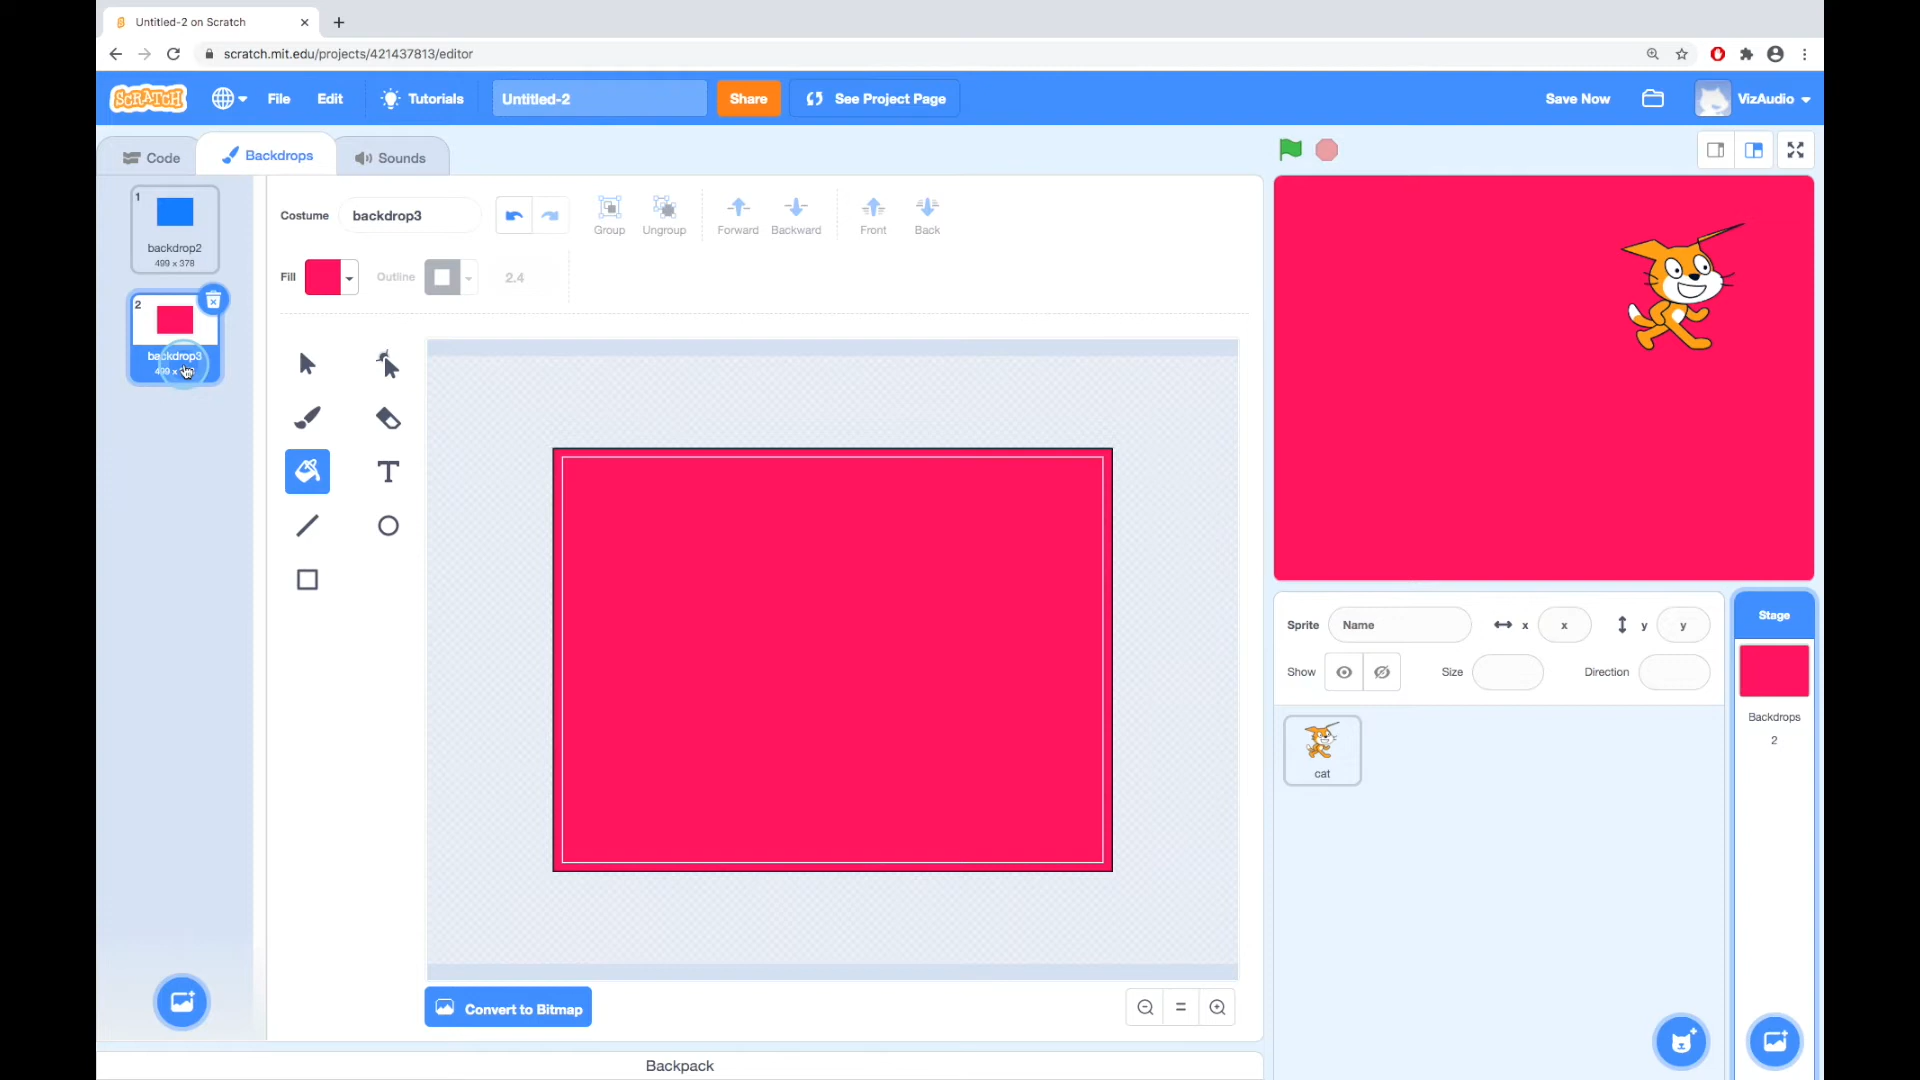 Untitled-2 on Scratch
scratch.mit.edu/projects/421437813/editor
SCRATCH File Edit Tutorials Untitled-2 Share See Project Page Save Now VizAudio
Code Backdrops Sounds
1
backdrop2
499 x 378
2
backdrop3
499 x
Costume backdrop3 Group Ungroup Forward Backward Front Back
Fill Outline 2.4
T
Convert to Bitmap
Backpack
Sprite Name x x y y
Show Size Direction
cat
Stage
Backdrops
2